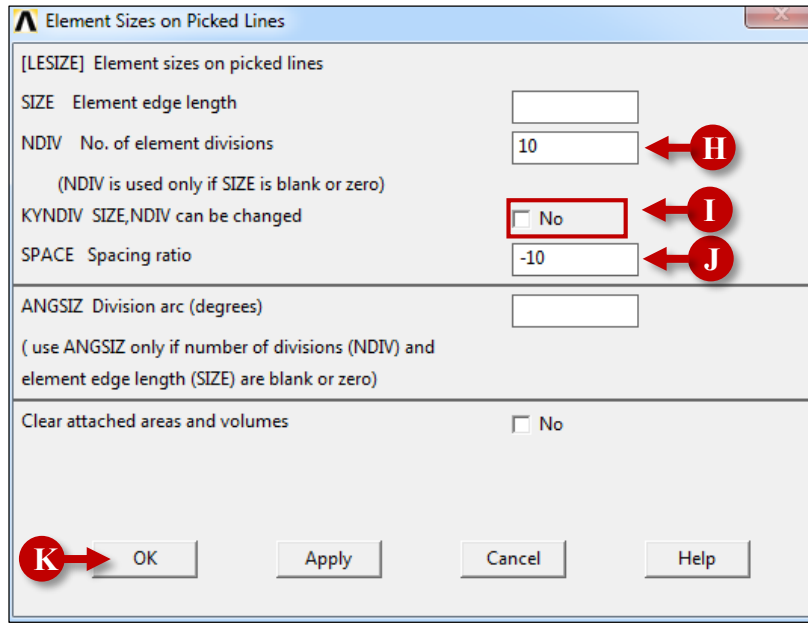 Element Sizes on Picked Lines
[LESIZE] Element sizes on picked lines
SIZE Element edge length
NDIV No. of element divisions 10 H
(NDIV is used only if SIZE is blank or zero)
KYNDIV SIZE,NDIV can be changed No I
SPACE Spacing ratio -10 J
ANGSIZ Division arc (degrees)
( use ANGSIZ only if number of divisions (NDIV) and
element edge length (SIZE) are blank or zero)
Clear attached areas and volumes No
K OK Apply Cancel Help